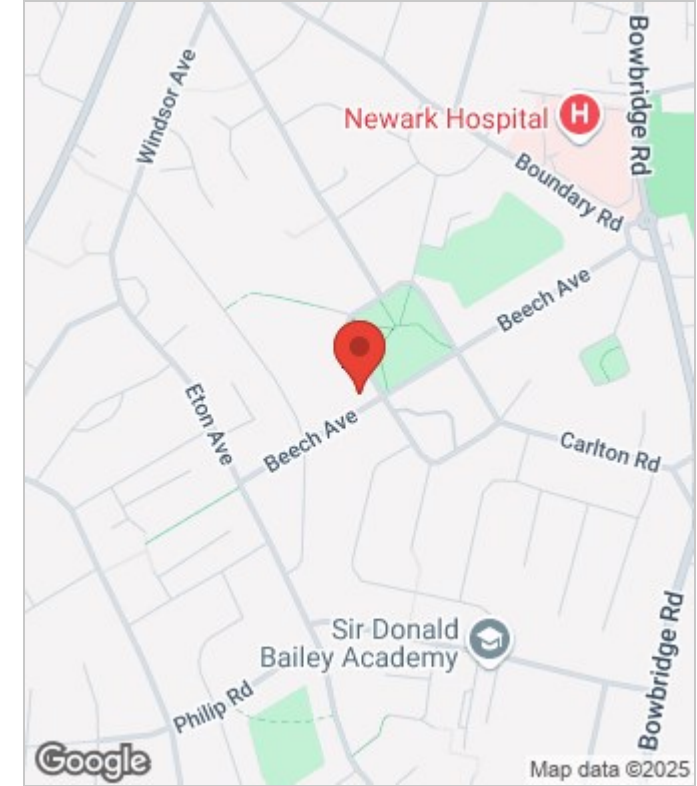 Windsor Ave
Bowbridge Rd
Newark Hospital
H
Boundary Rd
Beech Ave
Eton Ave
Beech Ave
Carlton Rd
Sir Donald
Bailey Academy
Bowbridge Rd
Philip Rd
Google
Map data ©2025